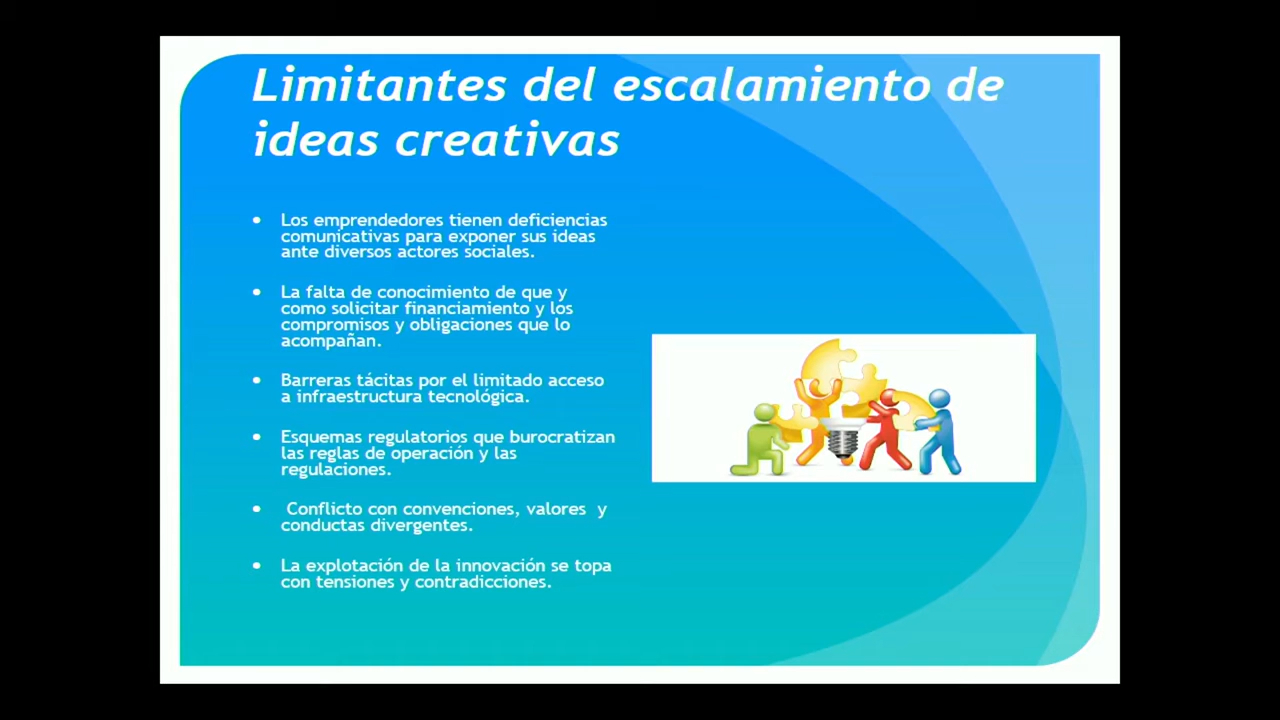 Limitantes del escalamiento de
ideas creativas
• Los emprendedores tienen deficiencias
comunicativas para exponer sus ideas
ante diversos actores sociales.
• La falta de conocimiento de que y
como solicitar financiamiento y los
compromisos y obligaciones que lo
acompañan.
• Barreras tácitas por el limitado acceso
a infraestructura tecnológica.
• Esquemas regulatorios que burocratizan
las reglas de operación y las
regulaciones.
• Conflicto con convenciones, valores y
conductas divergentes.
• La explotación de la innovación se topa
con tensiones y contradicciones.